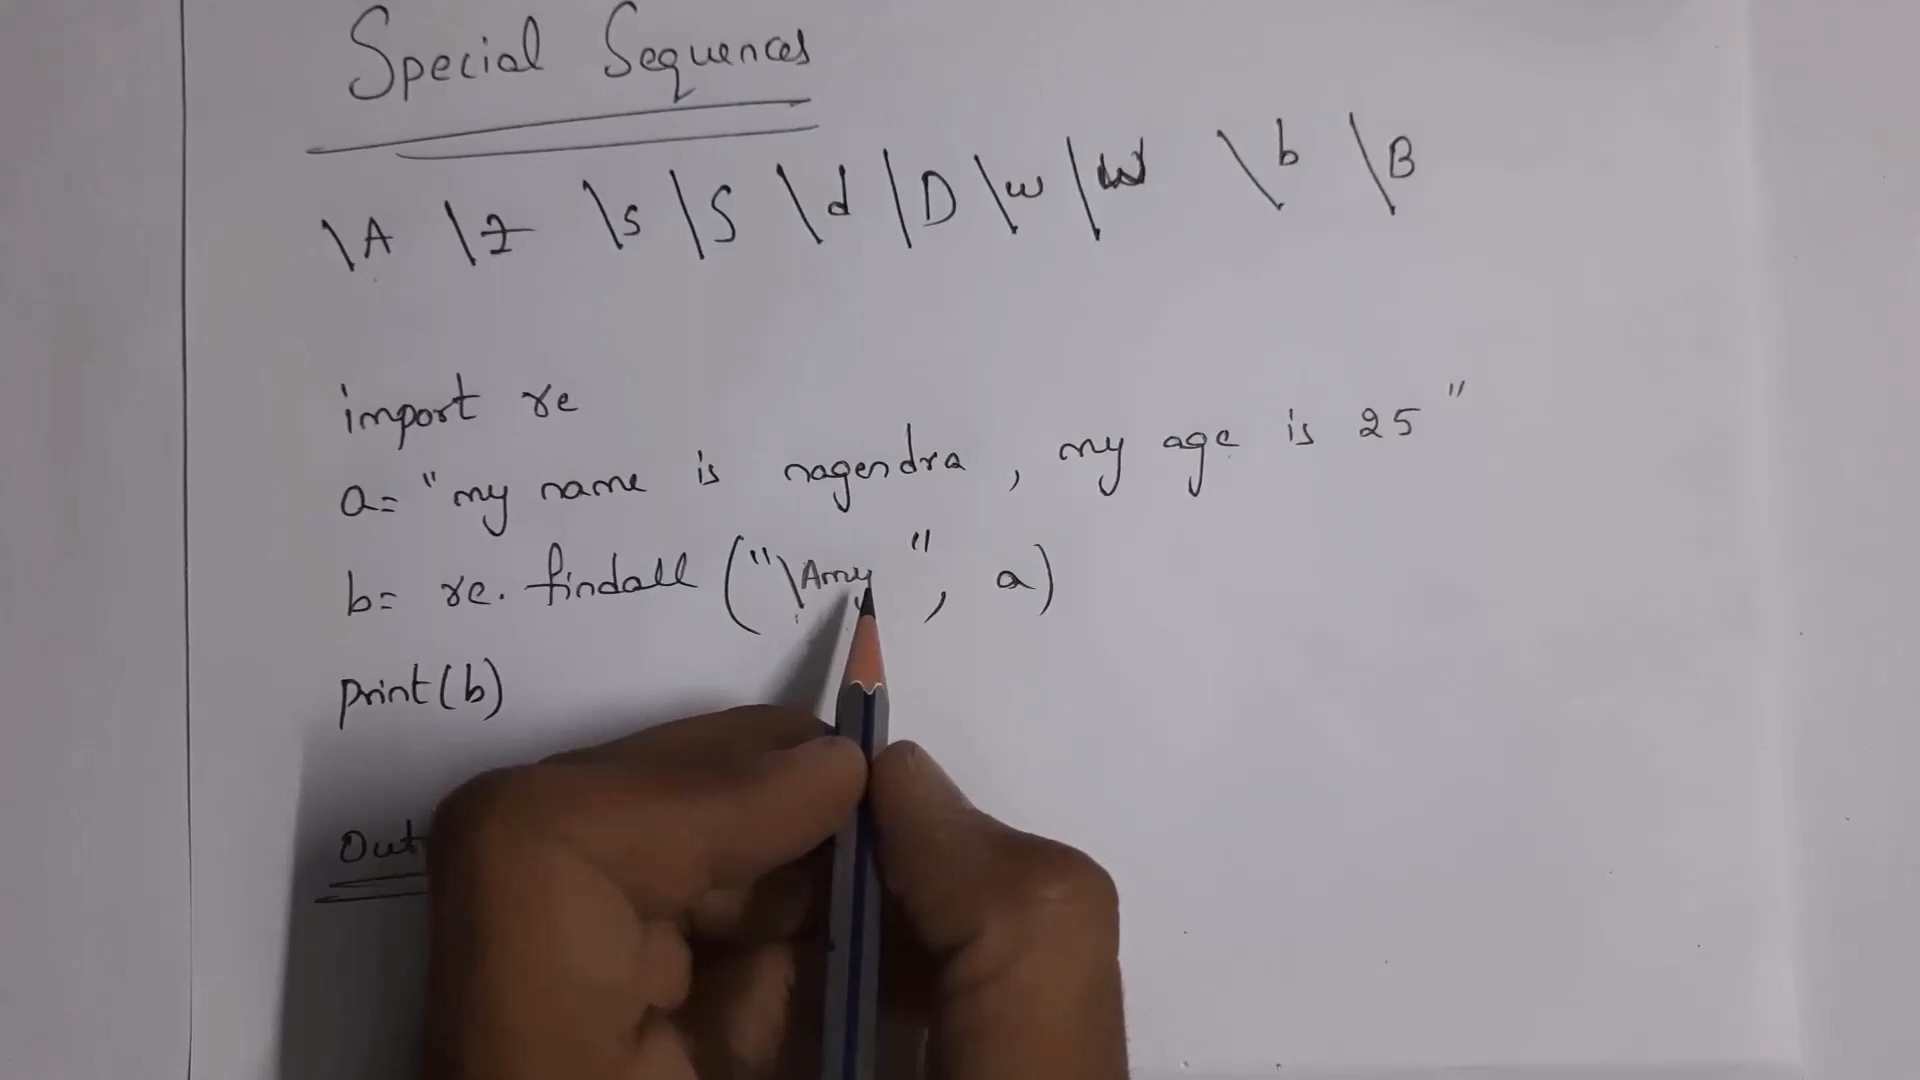 Special Sequences
\A \Z \s \S \d \D \w \W \b \B
import re
a= "my name is nagendra, my age is 25"
b= re.findall ("\Amy", a)
print(b)
Out